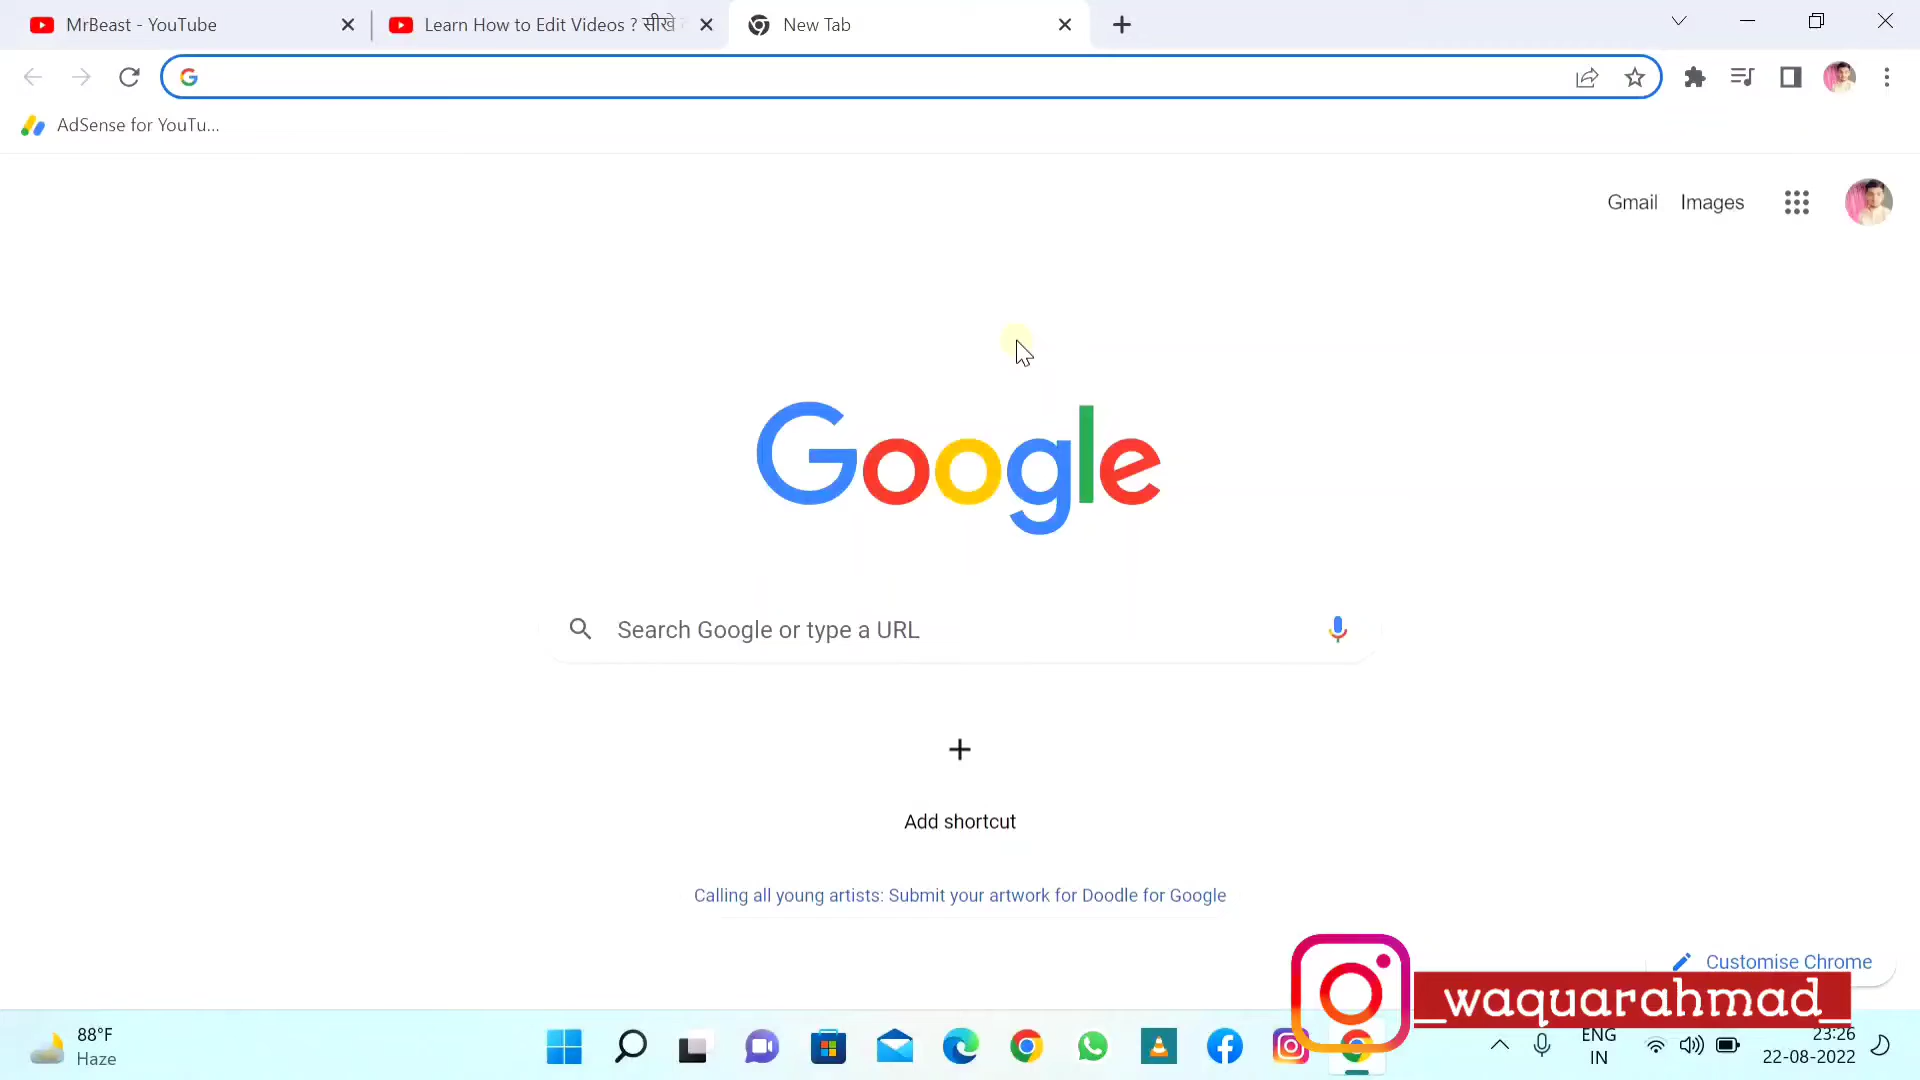 MrBeast - YouTube
Learn How to Edit Videos ? सीखे
New Tab
AdSense for YouTu...
Gmail Images
Google
Search Google or type a URL
Add shortcut
Calling all young artists: Submit your artwork for Doodle for Google
Customise Chrome
_waquarahmad_
88°F
Haze
ENG
IN
23:26
22-08-2022